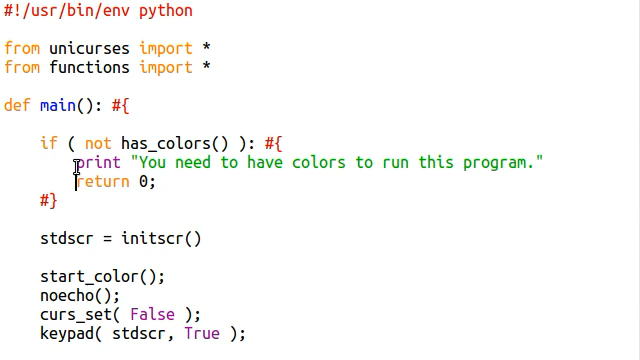 #!/usr/bin/env python
from unicurses import *
from functions import *
def main(): #{
if ( not has_colors() ): #{
print "You need to have colors to run this program."
return 0;
#}
stdscr = initscr()
start_color();
noecho();
curs_set( False );
keypad( stdscr, True );